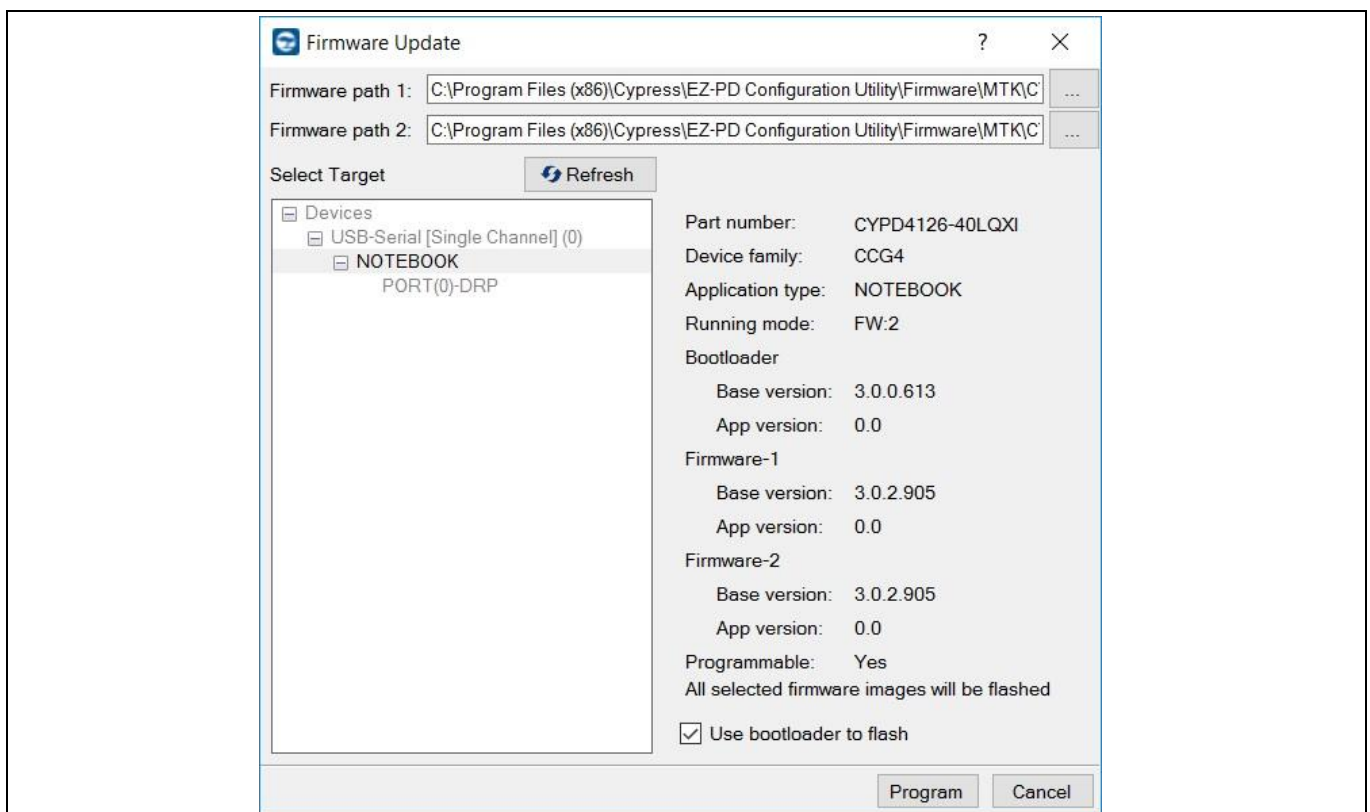 Firmware Update ?
Firmware path 1: C:\Program Files (x86)\Cypress\EZ-PD Configuration Utility\Firmware\MTK\C ...
Firmware path 2: C:\Program Files (x86)\Cypress\EZ-PD Configuration Utility\Firmware\MTK\C ...
Select Target Refresh
Devices
USB-Serial [Single Channel] (0)
NOTEBOOK
PORT(0)-DRP
Part number: CYPD4126-40LQXI
Device family: CCG4
Application type: NOTEBOOK
Running mode: FW:2
Bootloader
Base version: 3.0.0.613
App version: 0.0
Firmware-1
Base version: 3.0.2.905
App version: 0.0
Firmware-2
Base version: 3.0.2.905
App version: 0.0
Programmable: Yes
All selected firmware images will be flashed
Use bootloader to flash
Program Cancel